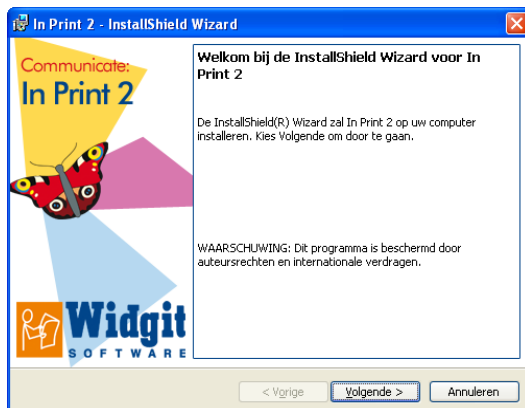 In Print 2 - InstallShield Wizard
Communicate:
In Print 2
Welkom bij de InstallShield Wizard voor In
Print 2
De InstallShield(R) Wizard zal In Print 2 op uw computer
installeren. Kies Volgende om door te gaan.
WAARSCHUWING: Dit programma is beschermd door
auteursrechten en internationale verdragen.
Widgit
SOFTWARE
< Vorige
Volgende >
Annuleren